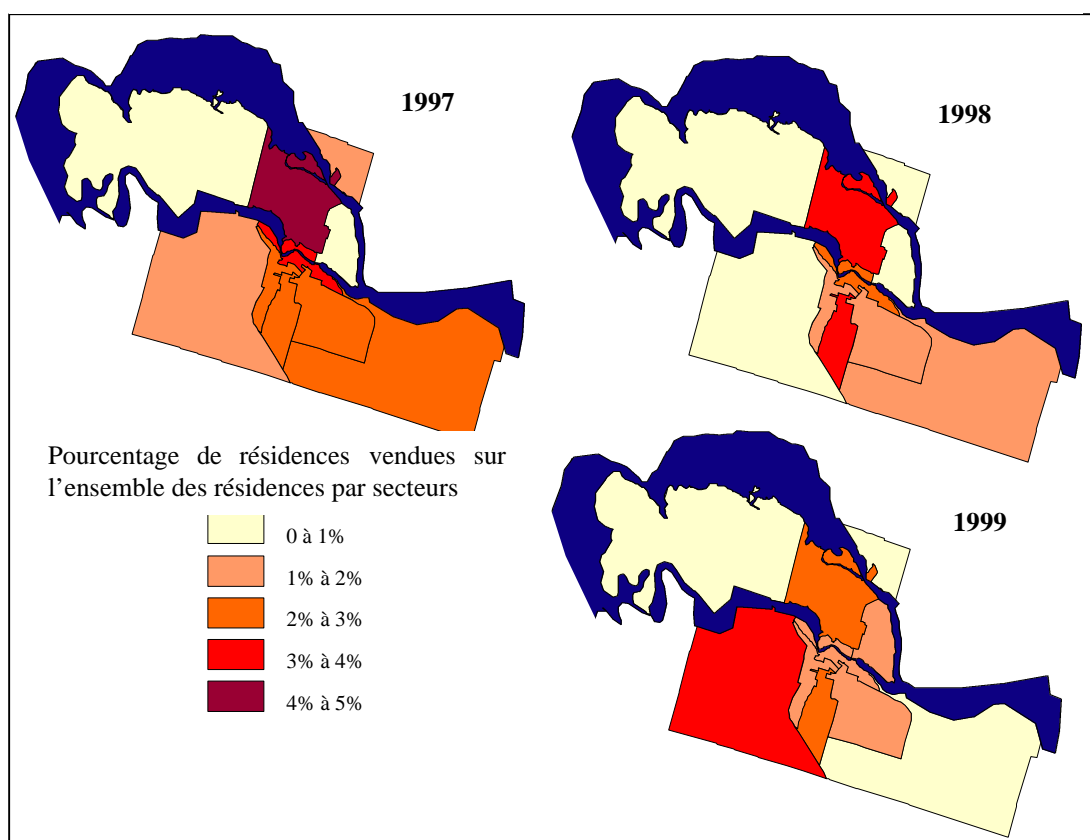 1997
1998
Pourcentage de résidences vendues sur
l'ensemble des résidences par secteurs
0 à 1%
1% à 2%
2% à 3%
3% à 4%
4% à 5%
1999